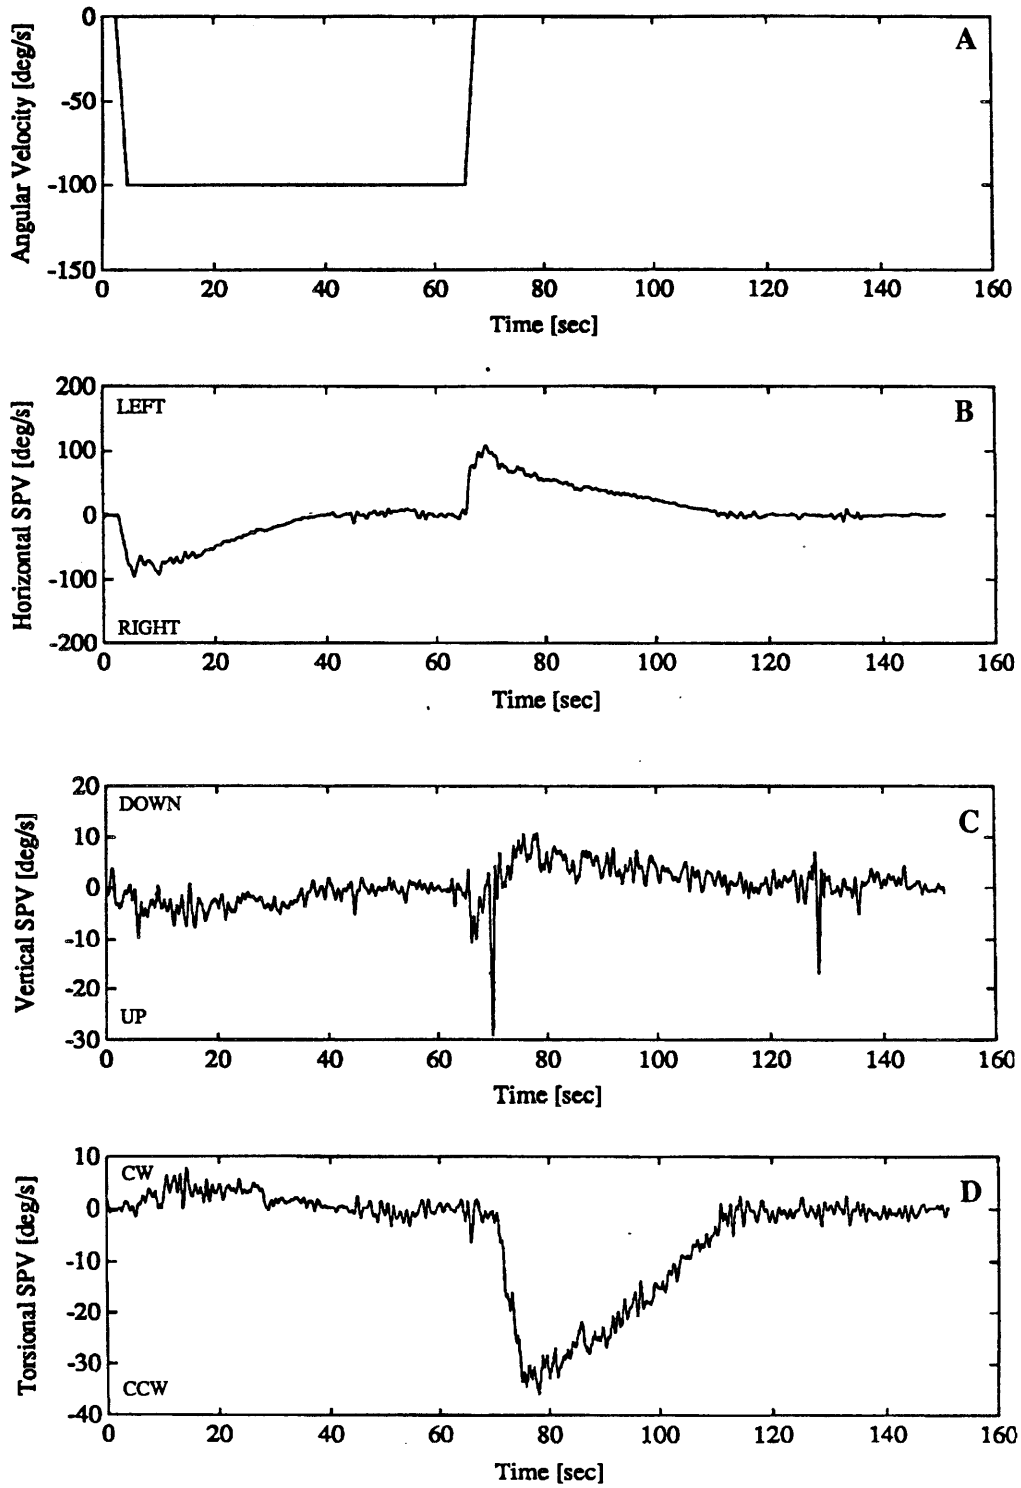 Angular Velocity [deg/s]
A
0
-50
-100
-150
0 20 40 60 80 100 120 140 160
Time [sec]
Horizontal SPV [deg/s]
LEFT
B
200
100
0
-100
-200
RIGHT
0 20 40 60 80 100 120 140 160
Time [sec]
Vertical SPV [deg/s]
DOWN
C
20
10
0
-10
-20
-30
UP
0 20 40 60 80 100 120 140 160
Time [sec]
Torsional SPV [deg/s]
CW
D
10
0
-10
-20
-30
-40
CCW
0 20 40 60 80 100 120 140 160
Time [sec]